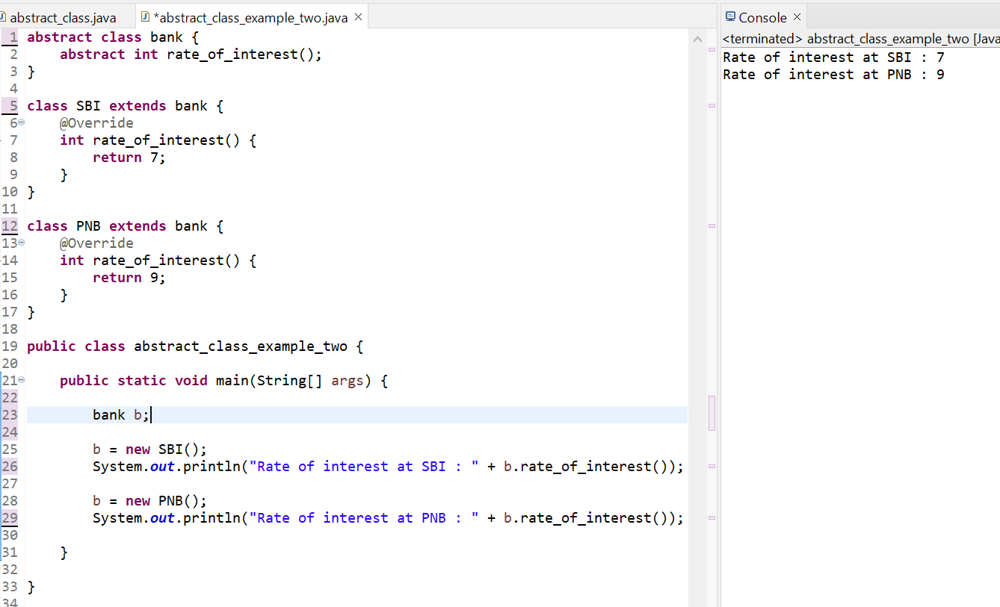 abstract_class.java *abstract_class_example_two.java
1 abstract class bank {
2     abstract int rate_of_interest();
3 }
4
5 class SBI extends bank {
6     @Override
7     int rate_of_interest() {
8         return 7;
9     }
10 }
11
12 class PNB extends bank {
13     @Override
14     int rate_of_interest() {
15         return 9;
16     }
17 }
18
19 public class abstract_class_example_two {
20
21     public static void main(String[] args) {
22
23         bank b;
24
25         b = new SBI();
26         System.out.println("Rate of interest at SBI : " + b.rate_of_interest());
27
28         b = new PNB();
29         System.out.println("Rate of interest at PNB : " + b.rate_of_interest());
30
31     }
32
33 }
34
Console
<terminated> abstract_class_example_two [Java
Rate of interest at SBI : 7
Rate of interest at PNB : 9